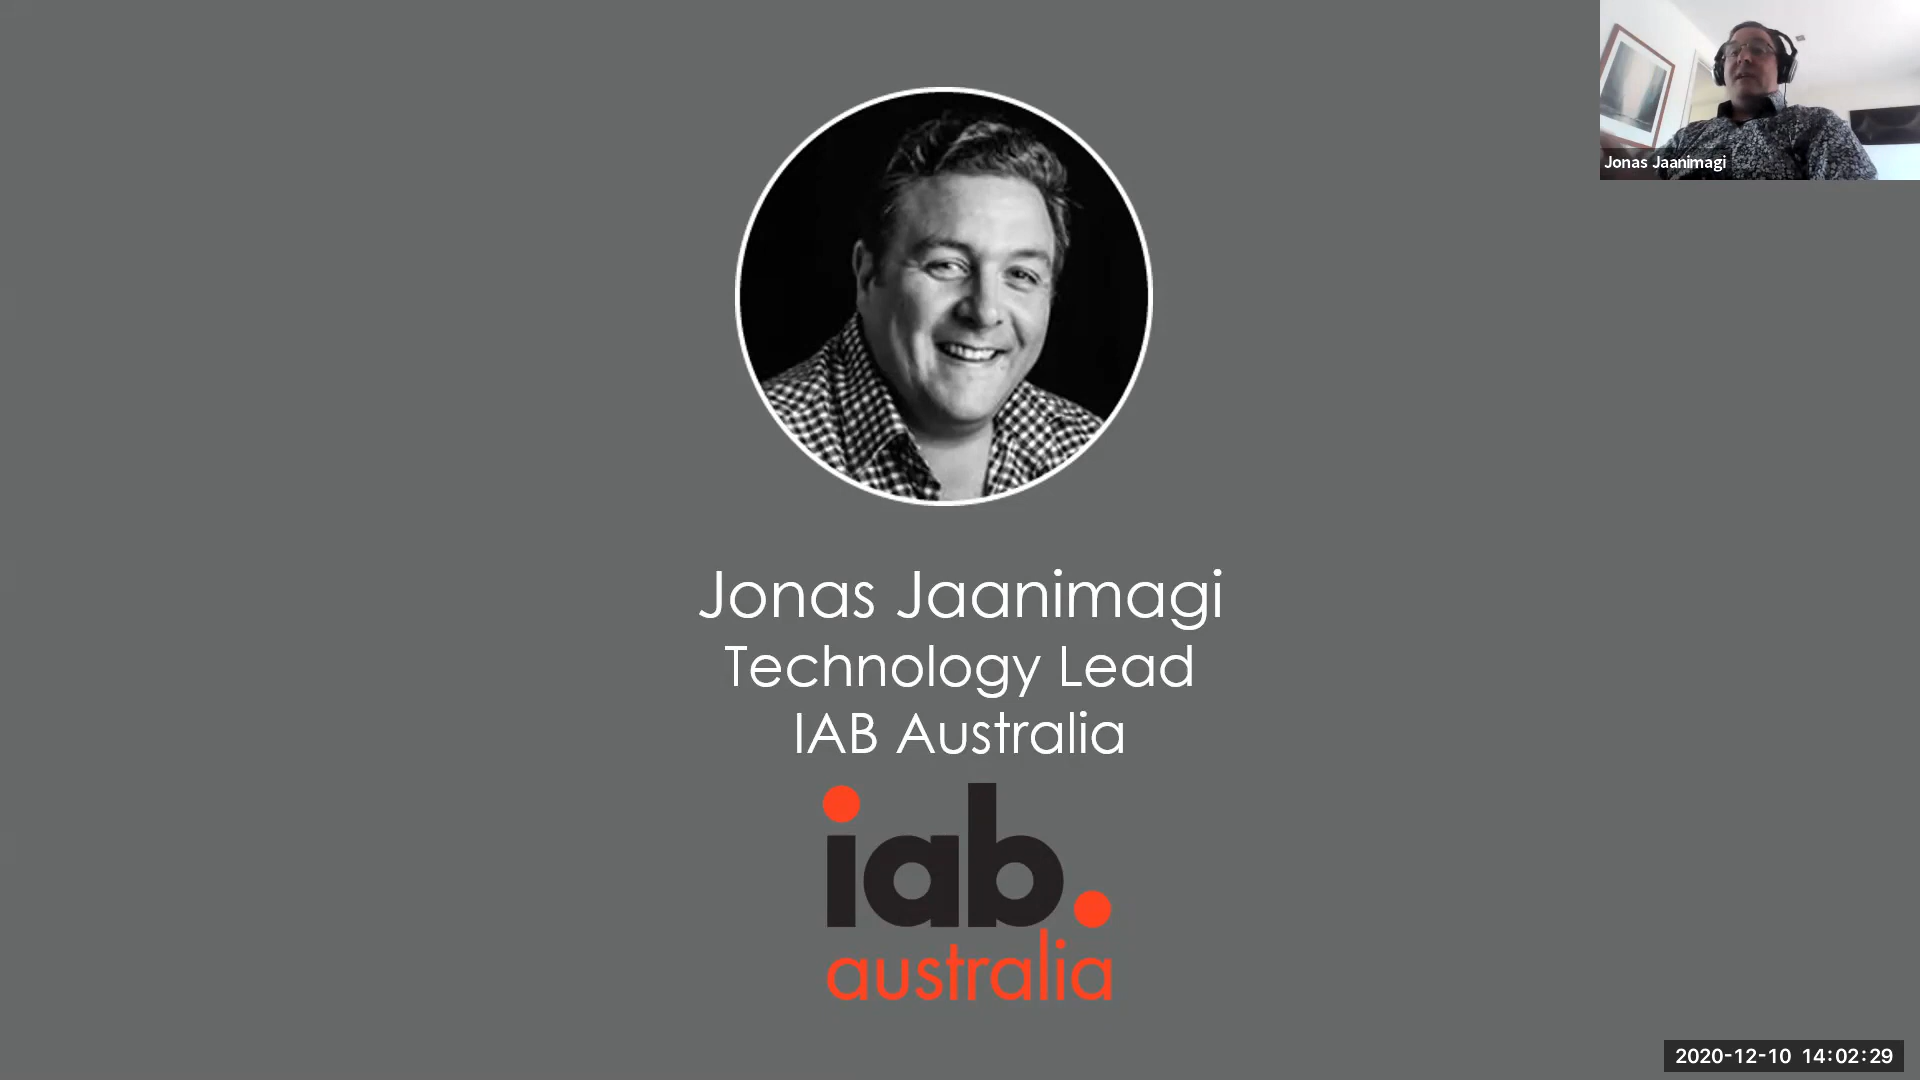 Jonas Jaanimagi
Jonas Jaanimagi
Technology Lead
IAB Australia
iab.
australia
2020-12-10 14:02:29